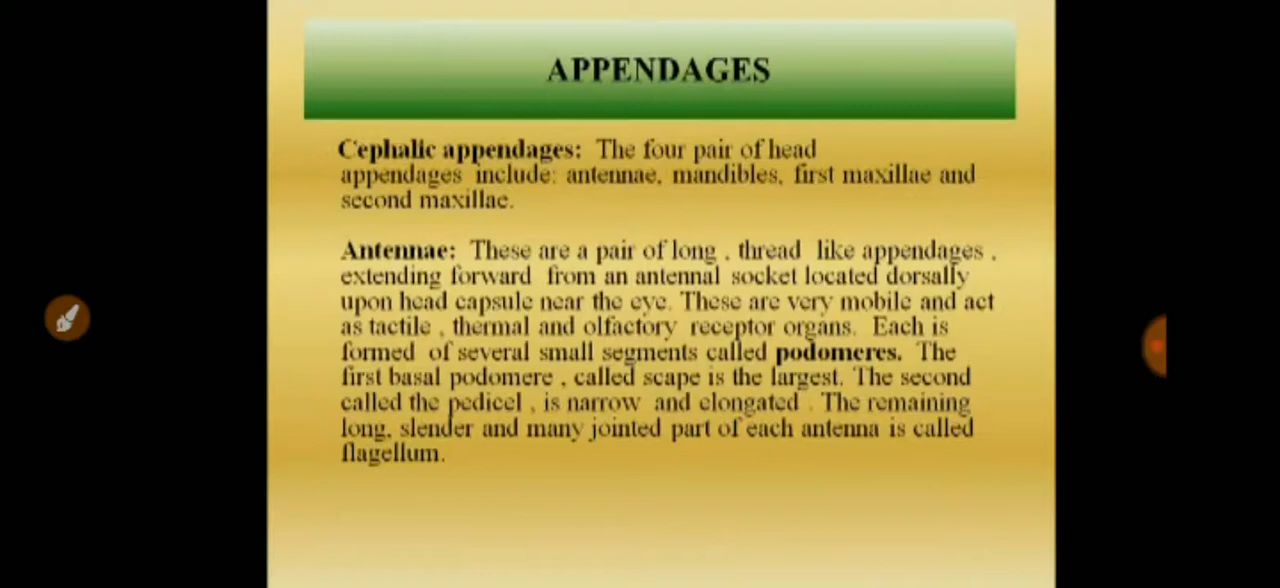 APPENDAGES
Cephalic appendages: The four pair of head
appendages include: antennae, mandibles, first maxillae and
second maxillae.
Antennae: These are a pair of long , thread like appendages ,
extending forward from an antennal socket located dorsally
upon head capsule near the eye. These are very mobile and act
as tactile , thermal and olfactory receptor organs. Each is
formed of several small segments called podomeres. The
first basal podomere , called scape is the largest. The second
called the pedicel , is narrow and elongated . The remaining
long, slender and many jointed part of each antenna is called
flagellum.